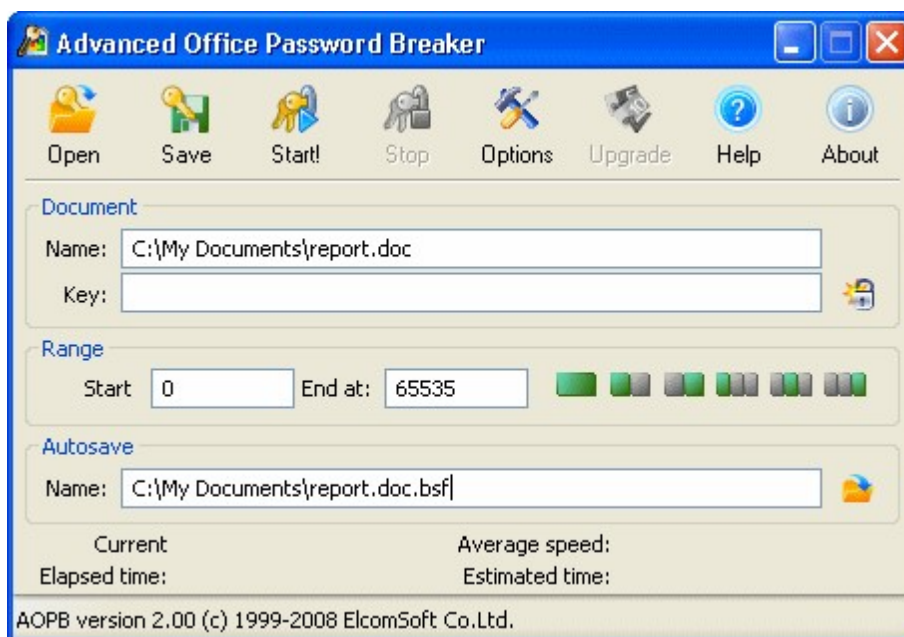 Advanced Office Password Breaker
Open Save Start! Stop Options Upgrade Help About
Document
Name: C:\My Documents\report.doc
Key:
Range
Start 0 End at: 65535
Autosave
Name: C:\My Documents\report.doc.bsf
Current Average speed:
Elapsed time: Estimated time:
AOPB version 2.00 (c) 1999-2008 ElcomSoft Co.Ltd.